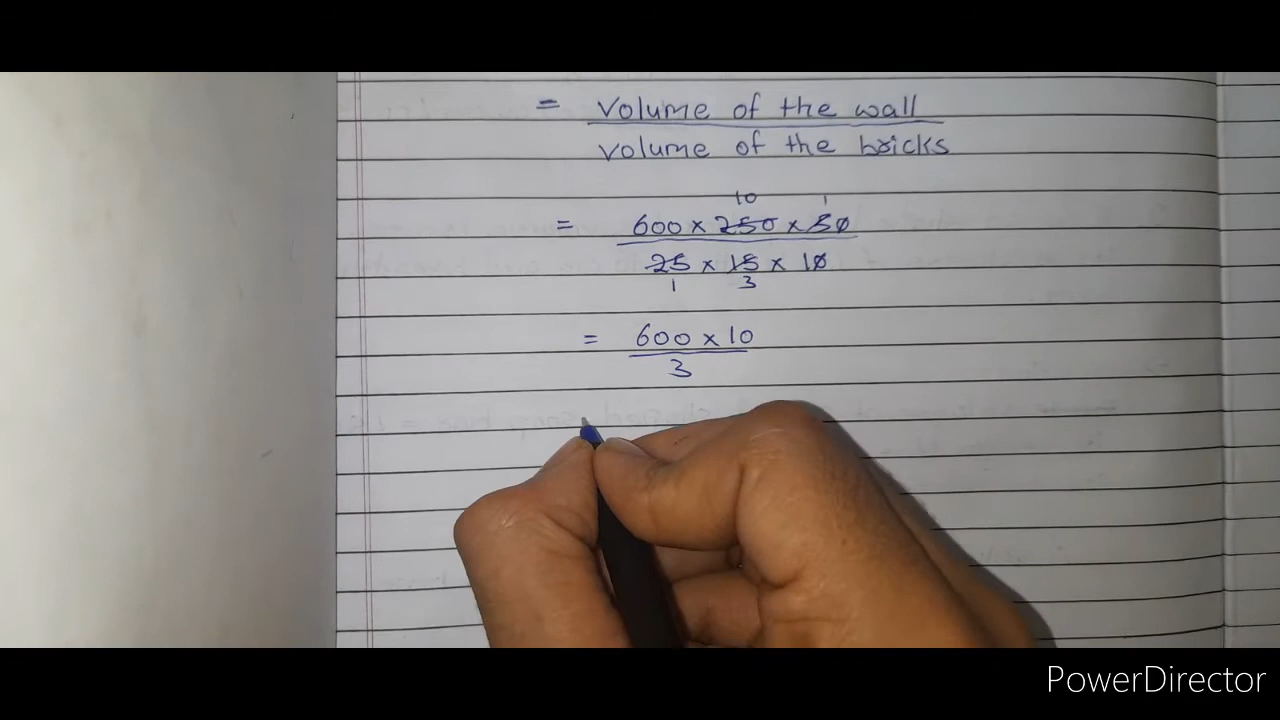 = Volume of the wall
volume of the bricks
10 1
= 600 × 250 × 50
25 × 15 × 10
1 3
= 600 × 10
3
PowerDirector